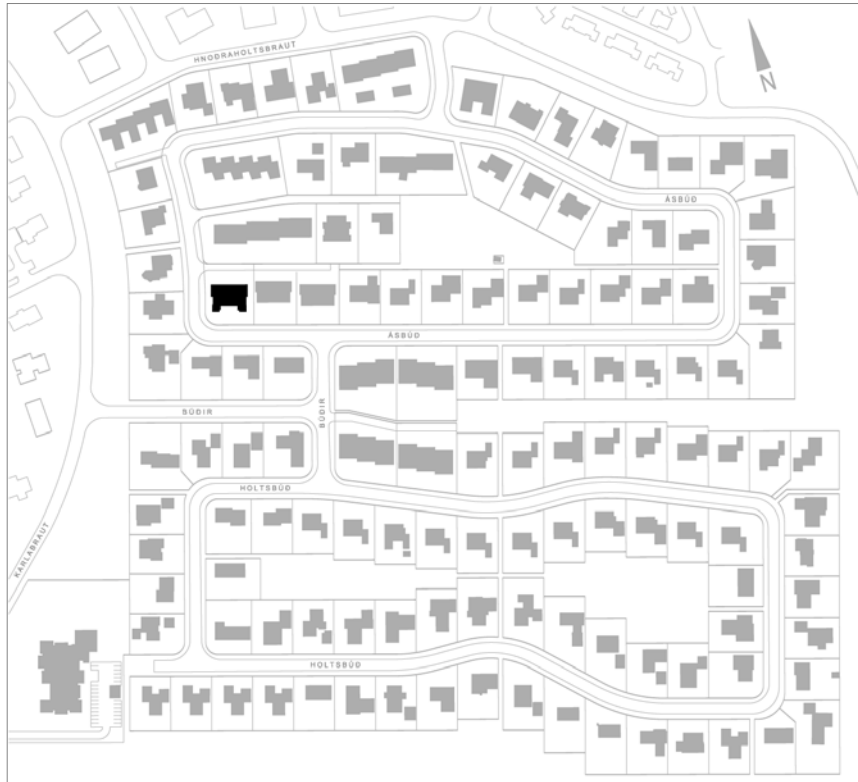 HNOÐRAHOLTSBRAUT
N
ÁSBÚÐ
ÁSBÚÐ
BÚÐIR
BÚÐIR
HOLTSBÚÐ
KARLABRAUT
HOLTSBÚÐ